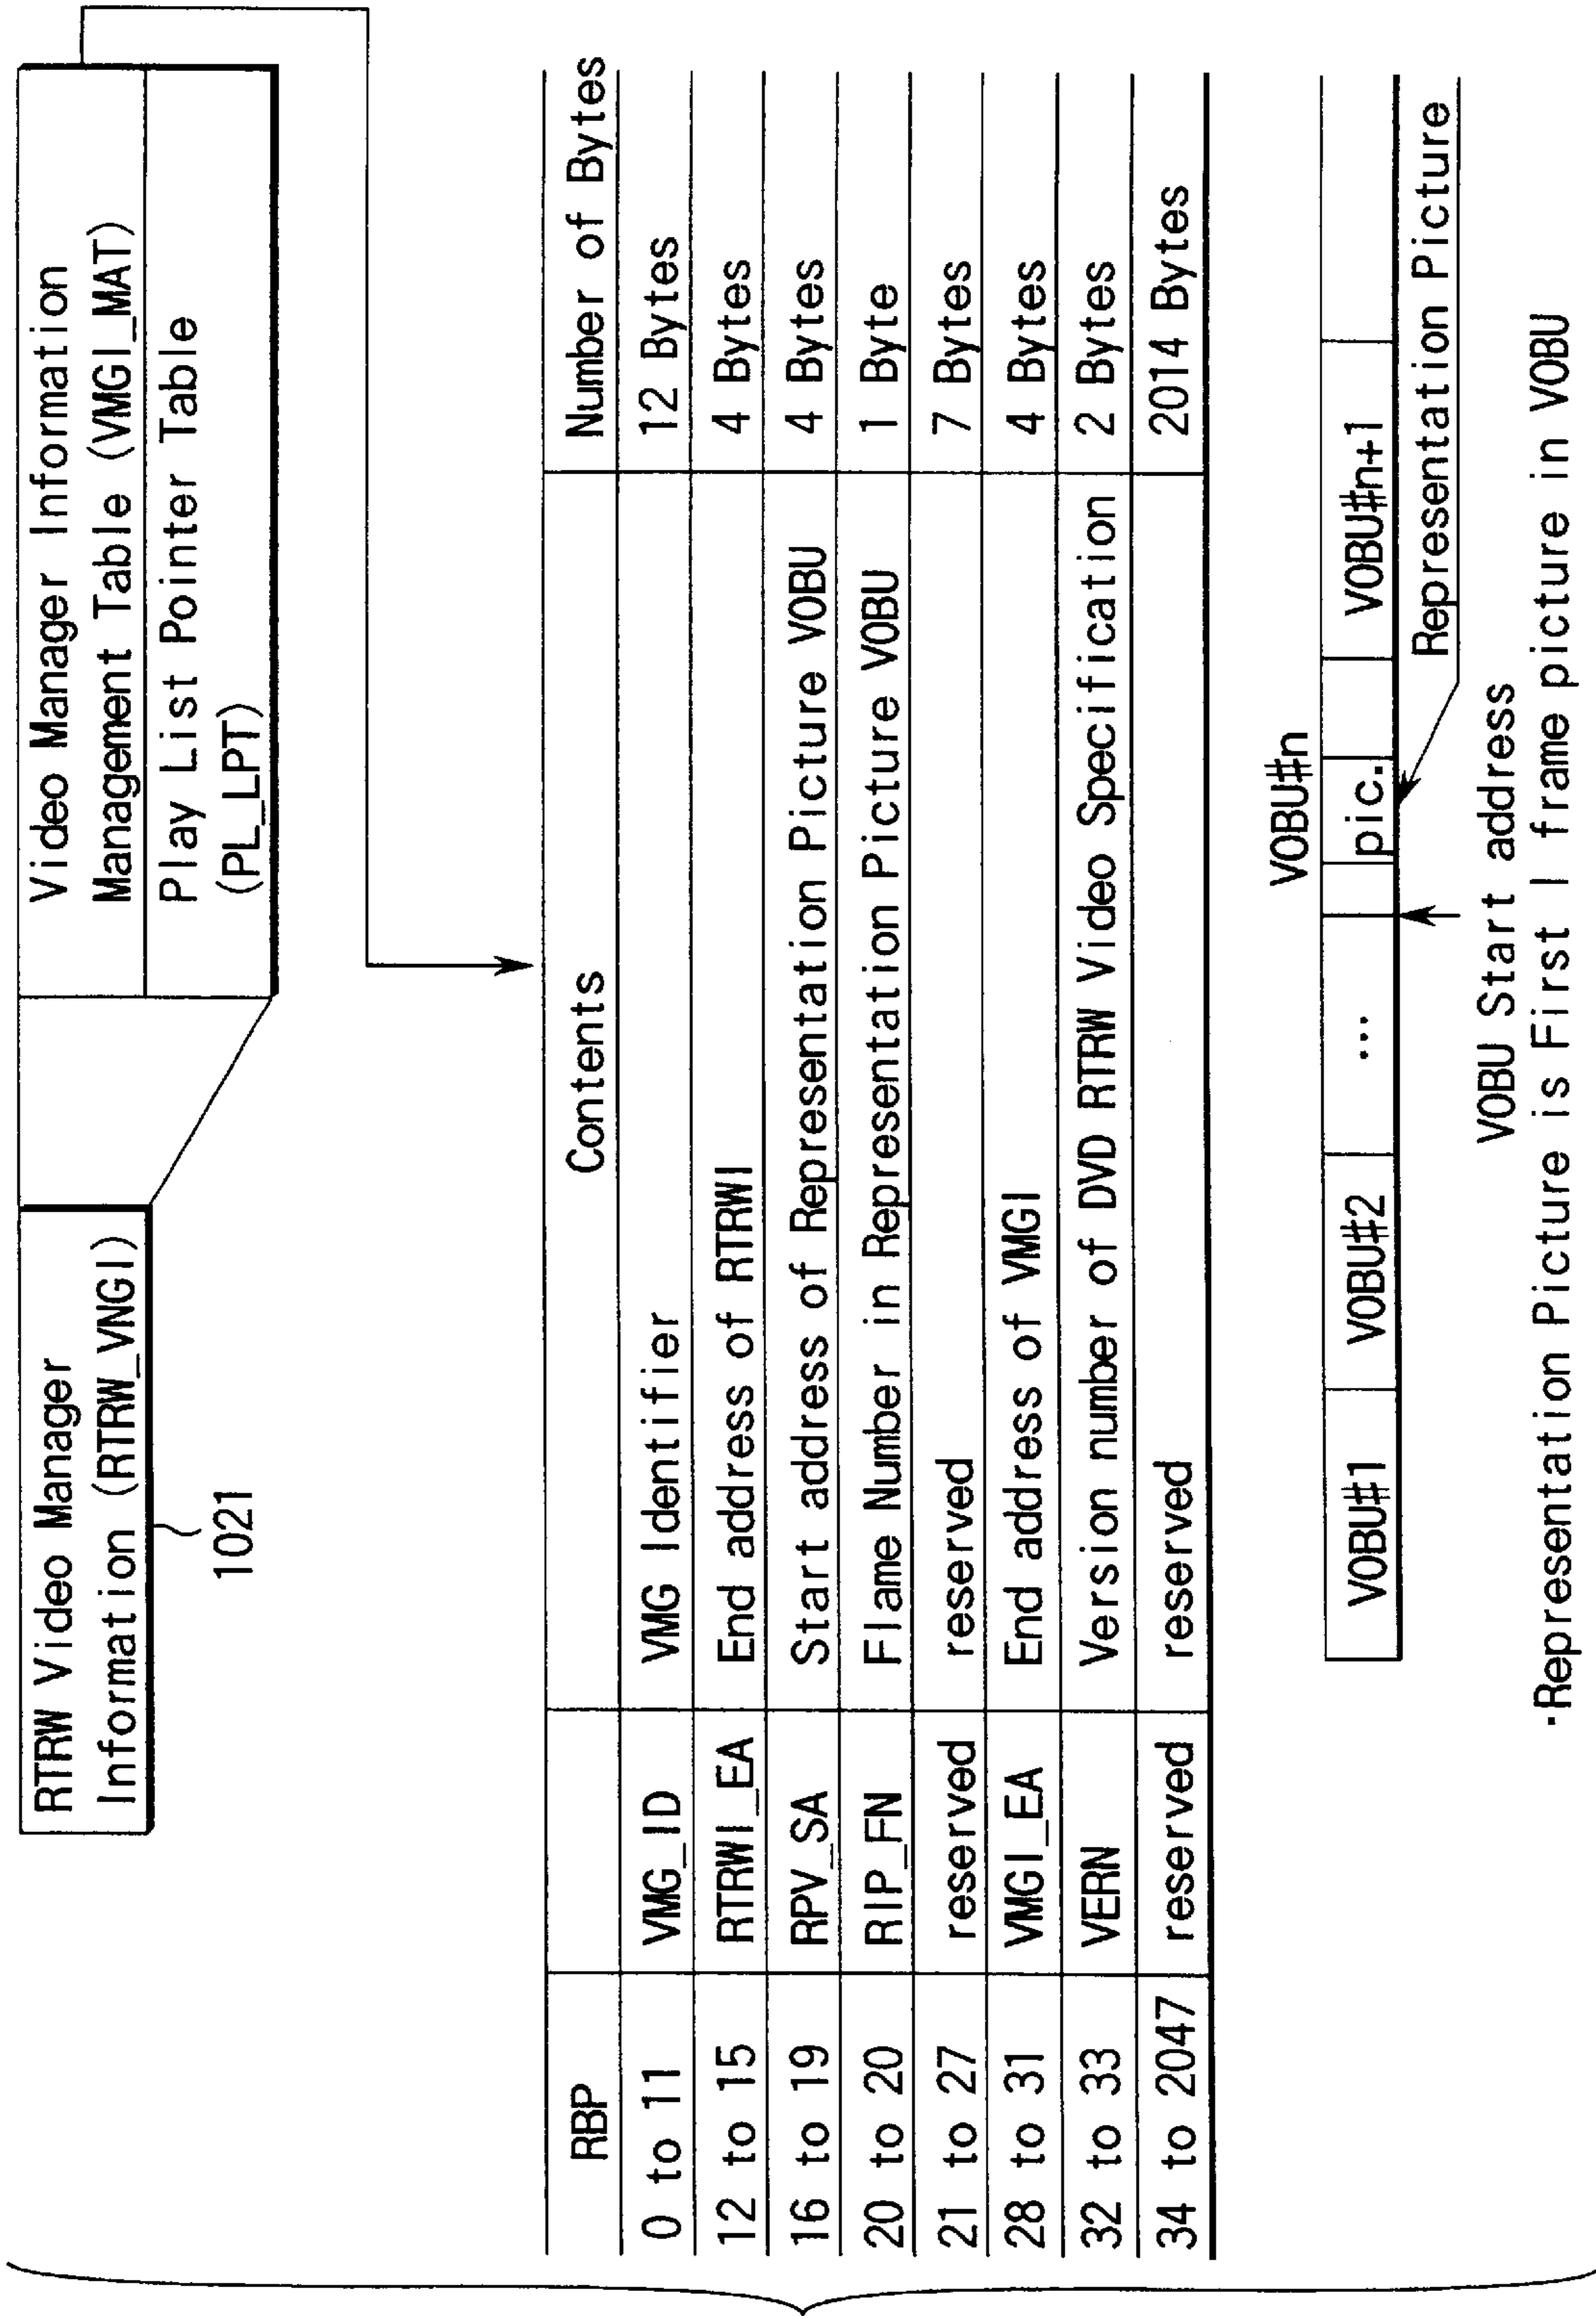 RTRW Video Manager
Information (RTRW_VNGI)
1021
Video Manager Information
Management Table (VMGI_MAT)
Play List Pointer Table
(PL_LPT)
RBP Contents Number of Bytes
0 to 11 VMG_ID VMG Identifier 12 Bytes
12 to 15 RTRWI_EA End address of RTRWI 4 Bytes
16 to 19 RPV_SA Start address of Representation Picture VOBU 4 Bytes
20 to 20 RIP_FN Flame Number in Representation Picture VOBU 1 Byte
21 to 27 reserved reserved 7 Bytes
28 to 31 VMGI_EA End address of VMGI 4 Bytes
32 to 33 VERN Version number of DVD RTRW Video Specification 2 Bytes
34 to 2047 reserved reserved 2014 Bytes
VOBU#n
VOBU#1 VOBU#2 ... pic. VOBU#n+1
Representation Picture
VOBU Start address
·Representation Picture is First I frame picture in VOBU